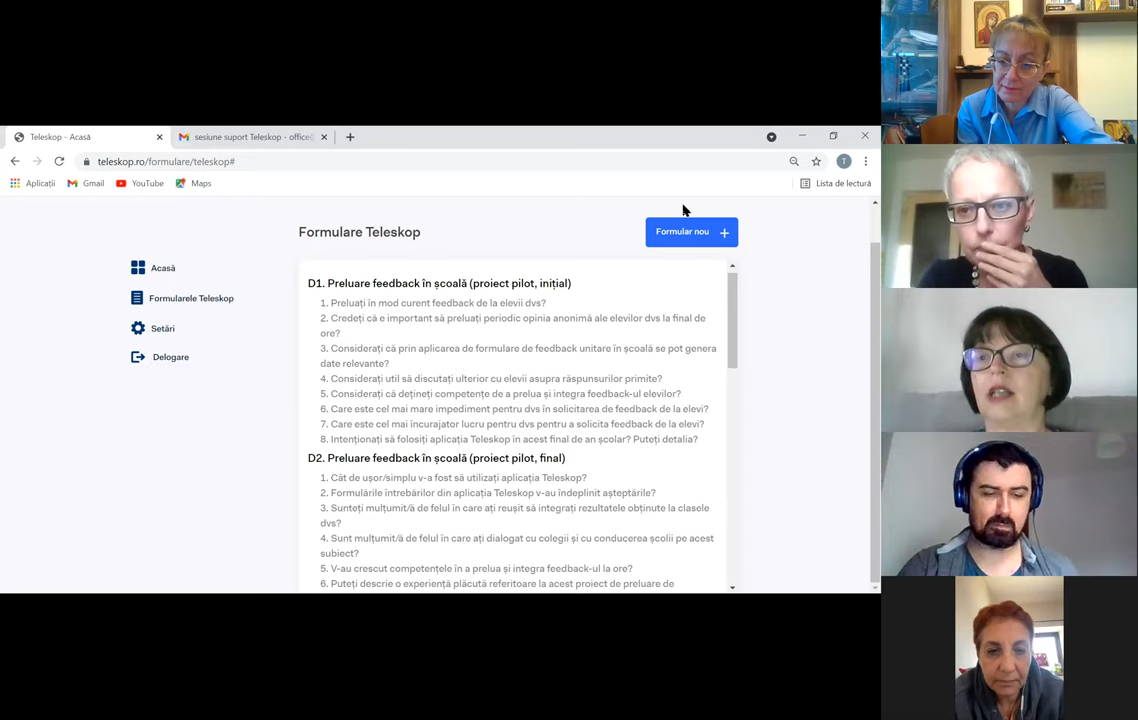 Teleskop - Acasă
sesiune suport Teleskop - office
teleskop.ro/formulare/teleskop#
T
Aplicații
Gmail
YouTube
Maps
Lista de lectură
Formulare Teleskop
Formular nou +
Acasă
Formularele Teleskop
Setări
Delogare
D1. Preluare feedback în școală (proiect pilot, inițial)
1. Preluați în mod curent feedback de la elevii dvs?
2. Credeți că e important să preluați periodic opinia anonimă ale elevilor dvs la final de
ore?
3. Considerați că prin aplicarea de formulare de feedback unitare în școală se pot genera
date relevante?
4. Considerați util să discutați ulterior cu elevii asupra răspunsurilor primite?
5. Considerați că dețineți competențe de a prelua și integra feedback-ul elevilor?
6. Care este cel mai mare impediment pentru dvs în solicitarea de feedback de la elevi?
7. Care este cel mai încurajator lucru pentru dvs pentru a solicita feedback de la elevi?
8. Intenționați să folosiți aplicația Teleskop în acest final de an școlar? Puteți detalia?
D2. Preluare feedback în școală (proiect pilot, final)
1. Cât de ușor/simplu v-a fost să utilizați aplicația Teleskop?
2. Formulările întrebărilor din aplicația Teleskop v-au îndeplinit așteptările?
3. Sunteți mulțumit/ă de felul în care ați reușit să integrați rezultatele obținute la clasele
dvs?
4. Sunt mulțumit/ă de felul în care ați dialogat cu colegii și cu conducerea școlii pe acest
subiect?
5. V-au crescut competențele în a prelua și integra feedback-ul la ore?
6. Puteți descrie o experiență plăcută referitoare la acest proiect de preluare de